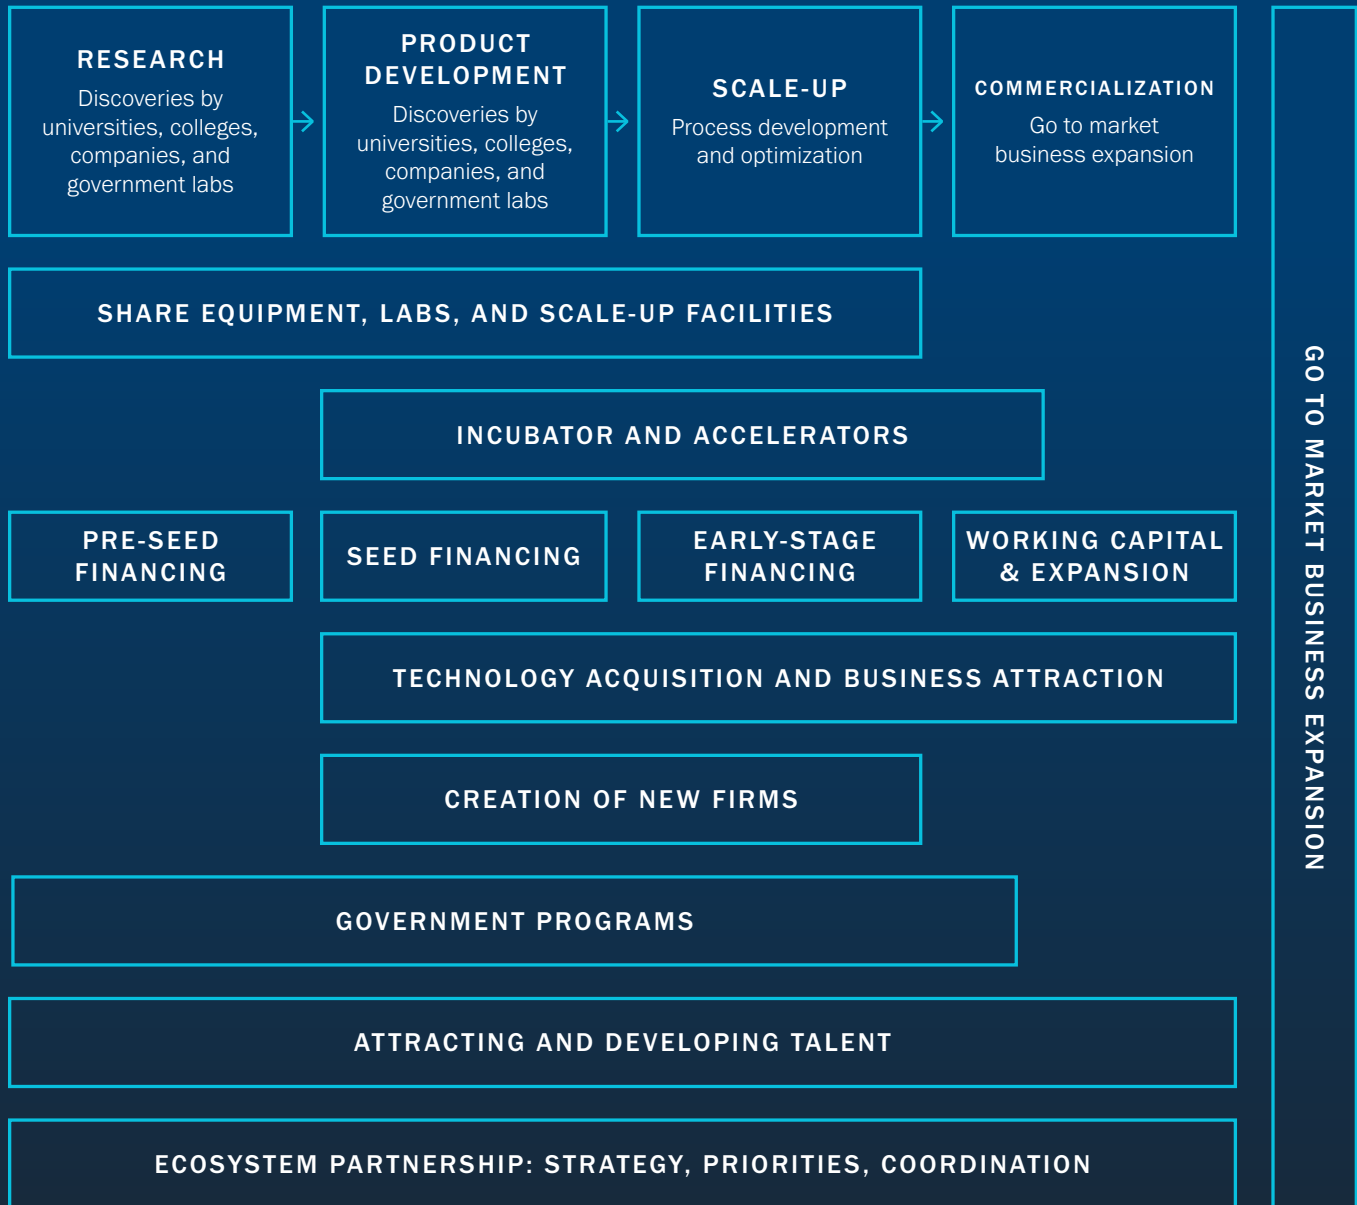 RESEARCH
Discoveries by
universities, colleges,
companies, and
government labs
PRODUCT
DEVELOPMENT
Discoveries by
universities, colleges,
companies, and
government labs
SCALE-UP
Process development
and optimization
COMMERCIALIZATION
Go to market
business expansion
SHARE EQUIPMENT, LABS, AND SCALE-UP FACILITIES
INCUBATOR AND ACCELERATORS
PRE-SEED
FINANCING
SEED FINANCING
EARLY-STAGE
FINANCING
WORKING CAPITAL
& EXPANSION
TECHNOLOGY ACQUISITION AND BUSINESS ATTRACTION
CREATION OF NEW FIRMS
GOVERNMENT PROGRAMS
ATTRACTING AND DEVELOPING TALENT
ECOSYSTEM PARTNERSHIP: STRATEGY, PRIORITIES, COORDINATION
GO TO MARKET BUSINESS EXPANSION